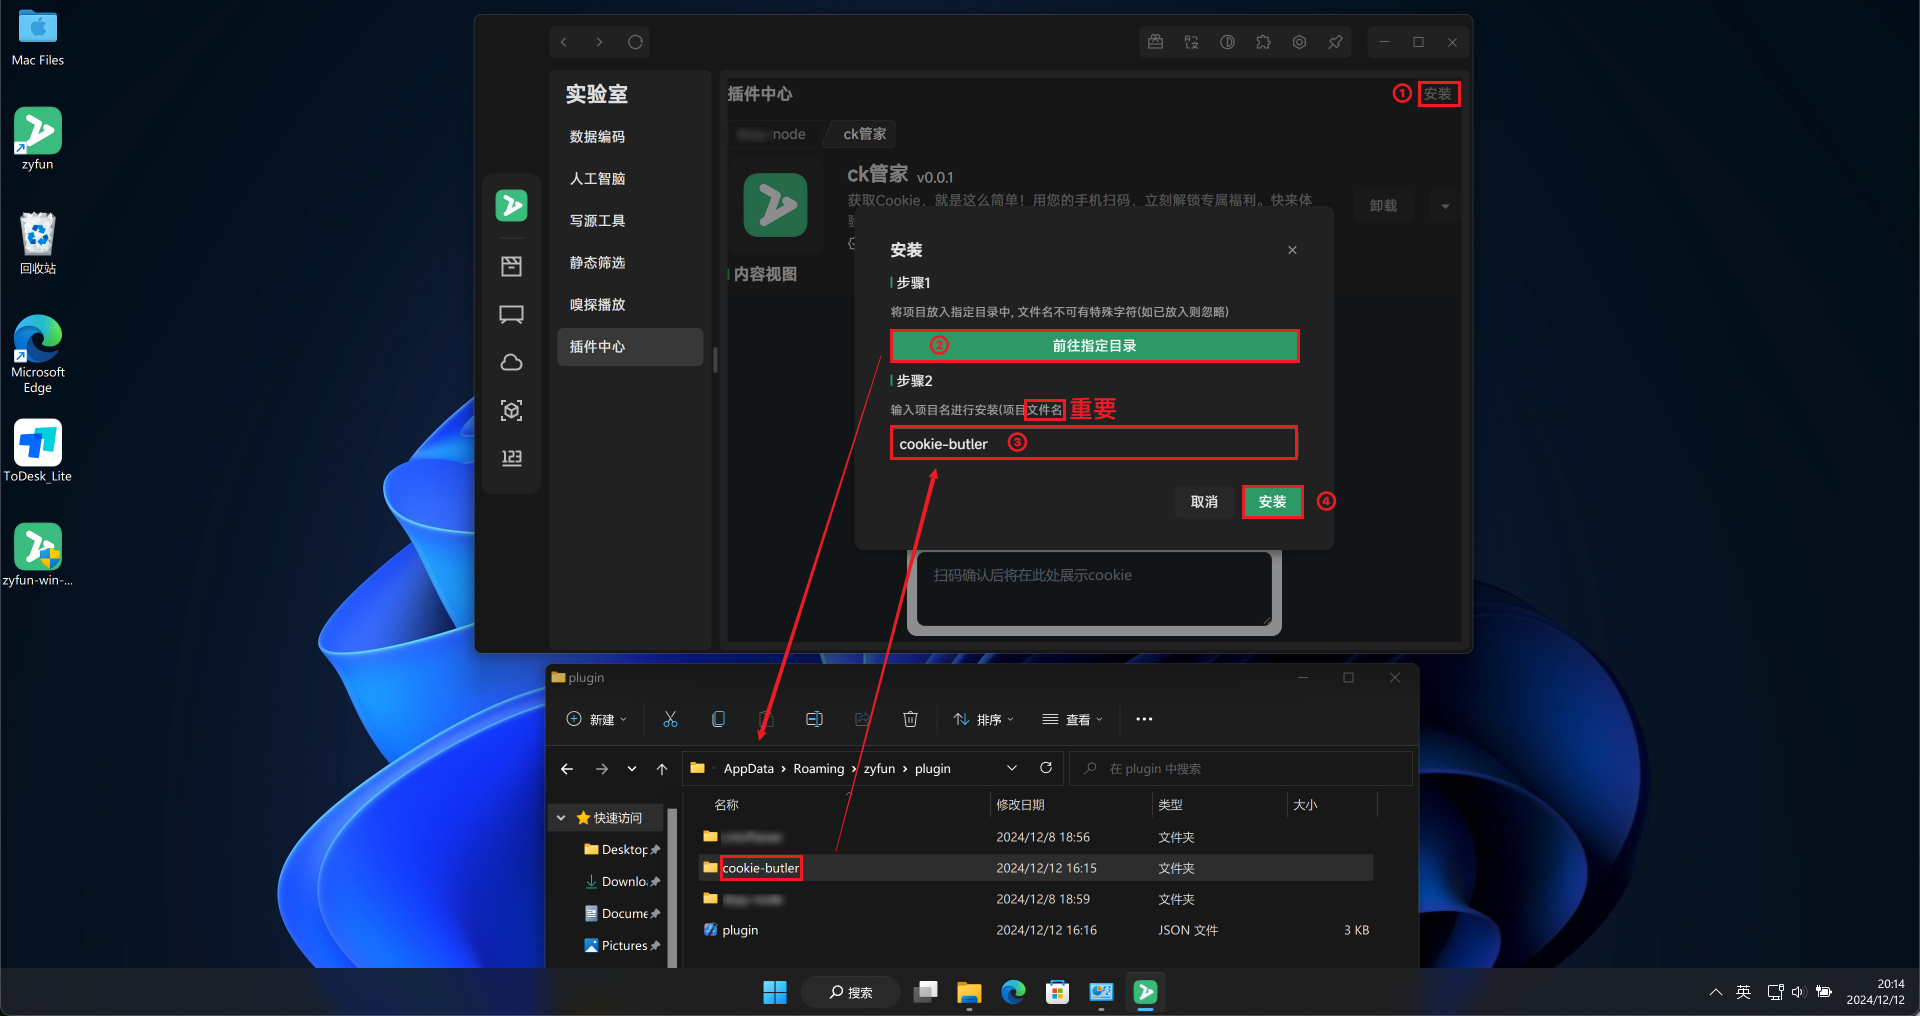 Mac Files
zyfun
回收站
Microsoft
Edge
ToDesk_Lite
zyfun-win-...
实验室
数据编码
人工智脑
写源工具
静态筛选
嗅探播放
插件中心
123
插件中心
① 安装
node
ck管家
ck管家 v0.0.1
获取Cookie，就是这么简单！用您的手机扫码，立刻解锁专属福利。快来体
验
卸载
内容视图
安装
步骤1
将项目放入指定目录中, 文件名不可有特殊字符(如已放入则忽略)
② 前往指定目录
步骤2
输入项目名进行安装(项目文件名 重要
cookie-butler ③
取消
安装 ④
扫码确认后将在此处展示cookie
plugin
新建
排序
查看
AppData › Roaming › zyfun › plugin
在 plugin 中搜索
名称 修改日期 类型 大小
快速访问
Desktop
Downlo
Docume
Pictures
2024/12/8 18:56 文件夹
cookie-butler 2024/12/12 16:15 文件夹
2024/12/8 18:59 文件夹
plugin 2024/12/12 16:16 JSON 文件 3 KB
搜索
英
20:14
2024/12/12